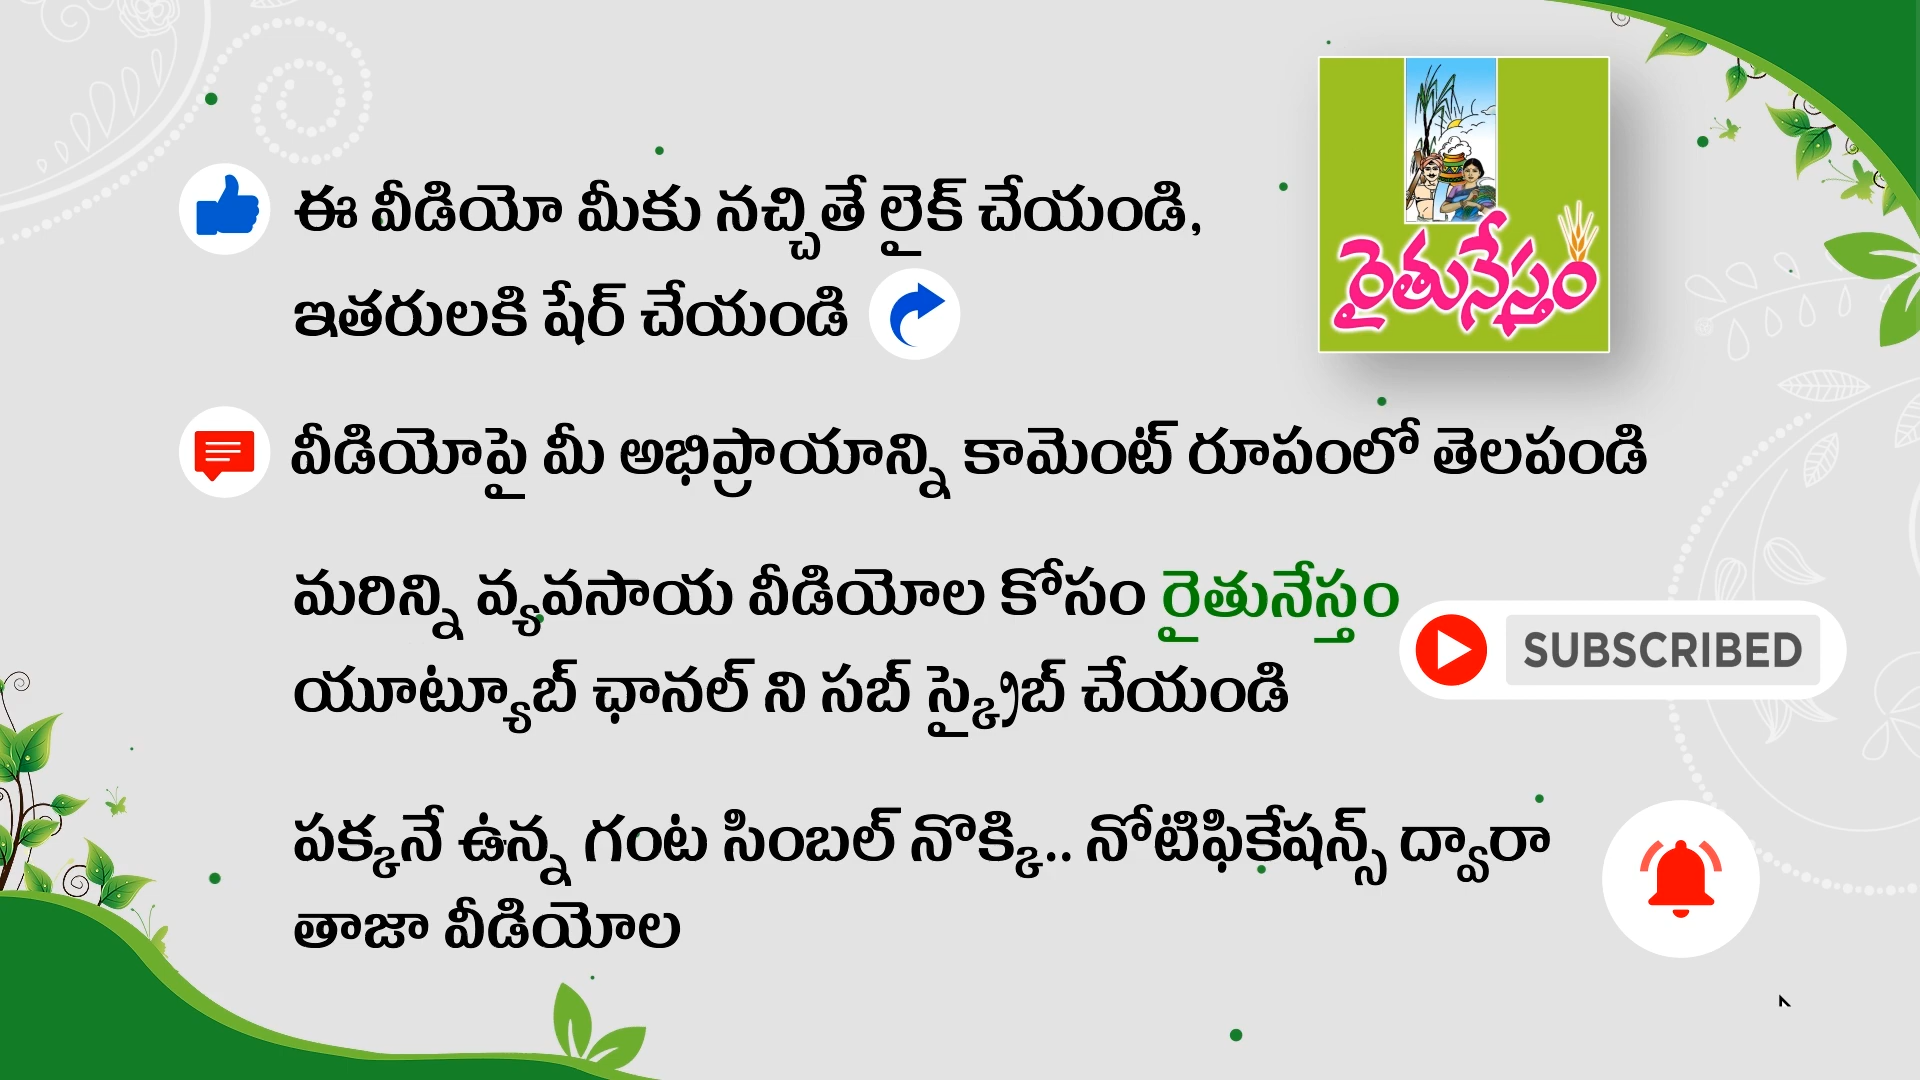 ఈ వీడియో మీకు నచ్చితే లైక్ చేయండి,
ఇతరులకి షేర్ చేయండి
రైతునేస్తం
వీడియోపై మీ అభిప్రాయాన్ని కామెంట్ రూపంలో తెలపండి
మరిన్ని వ్యవసాయ వీడియోల కోసం రైతునేస్తం
యూట్యూబ్ ఛానల్ ని సబ్ స్క్రైబ్ చేయండి
SUBSCRIBED
పక్కనే ఉన్న గంట సింబల్ నొక్కి.. నోటిఫికేషన్స్ ద్వారా
తాజా వీడియోల